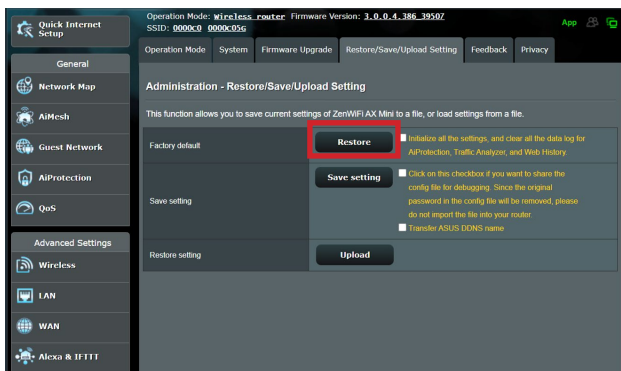 Quick Internet
Setup
General
Network Map
AiMesh
Guest Network
AiProtection
QoS
Advanced Settings
Wireless
LAN
WAN
Alexa & IFTTT
Operation Mode: Wireless router Firmware Version: 3.0.0.4.386_39507
SSID: 0000c0 0000c05G
App
Operation Mode System Firmware Upgrade Restore/Save/Upload Setting Feedback Privacy
Administration - Restore/Save/Upload Setting
This function allows you to save current settings of ZenWiFi AX Mini to a file, or load settings from a file.
Factory default
Restore
Initialize all the settings, and clear all the data log for
AiProtection, Traffic Analyzer, and Web History.
Save setting
Save setting
Click on this checkbox if you want to share the
config file for debugging. Since the original
password in the config file will be removed, please
do not import the file into your router.
Transfer ASUS DDNS name
Restore setting
Upload